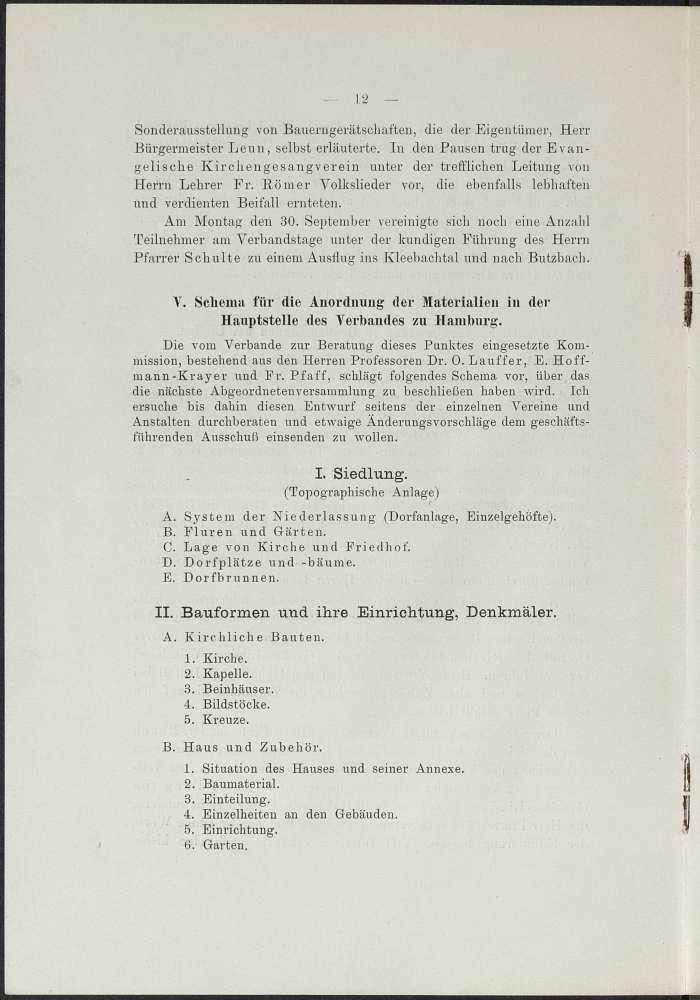 — 12 —
Sonderausstellung von Bauerngerätschaften, die der Eigentümer, Herr
Bürgermeister Leun, selbst erläuterte. In den Pausen trug der Evan-
gelische Kirchengesangverein unter der trefflichen Leitung von
Herrn Lehrer Fr. Römer Volkslieder vor, die ebenfalls lebhaften
und verdienten Beifall ernteten.
Am Montag den 30. September vereinigte sich noch eine Anzahl
Teilnehmer am Verbandstage unter der kundigen Führung des Herrn
Pfarrer Schulte zu einem Ausflug ins Kleebachtal und nach Butzbach.
V. Schema für die Anordnung der Materialien in der
Hauptstelle des Verbandes zu Hamburg.
Die vom Verbande zur Beratung dieses Punktes eingesetzte Kom-
mission, bestehend aus den Herren Professoren Dr. O. Lauffer, E. Hoff-
mann-Krayer und Fr. Pfaff, schlägt folgendes Schema vor, über das
die nächste Abgeordnetenversammlung zu beschließen haben wird. Ich
ersuche bis dahin diesen Entwurf seitens der einzelnen Vereine und
Anstalten durchberaten und etwaige Änderungsvorschläge dem geschäfts-
führenden Ausschuß einsenden zu wollen.
I. Siedlung.
(Topographische Anlage)
A. System der Niederlassung (Dorfanlage, Einzelgehöfte).
B. Fluren und Gärten.
C. Lage von Kirche und Friedhof.
D. Dorfplätze und -bäume.
E. Dorfbrunnen.
II. Bauformen und ihre Einrichtung, Denkmäler.
A. Kirchliche Bauten.
1. Kirche.
2. Kapelle.
3. Beinhäuser.
4. Bildstöcke.
5. Kreuze.
B. Haus und Zubehör.
1. Situation des Hauses und seiner Annexe.
2. Baumaterial.
3. Einteilung.
4. Einzelheiten an den Gebäuden.
5. Einrichtung.
6. Garten.